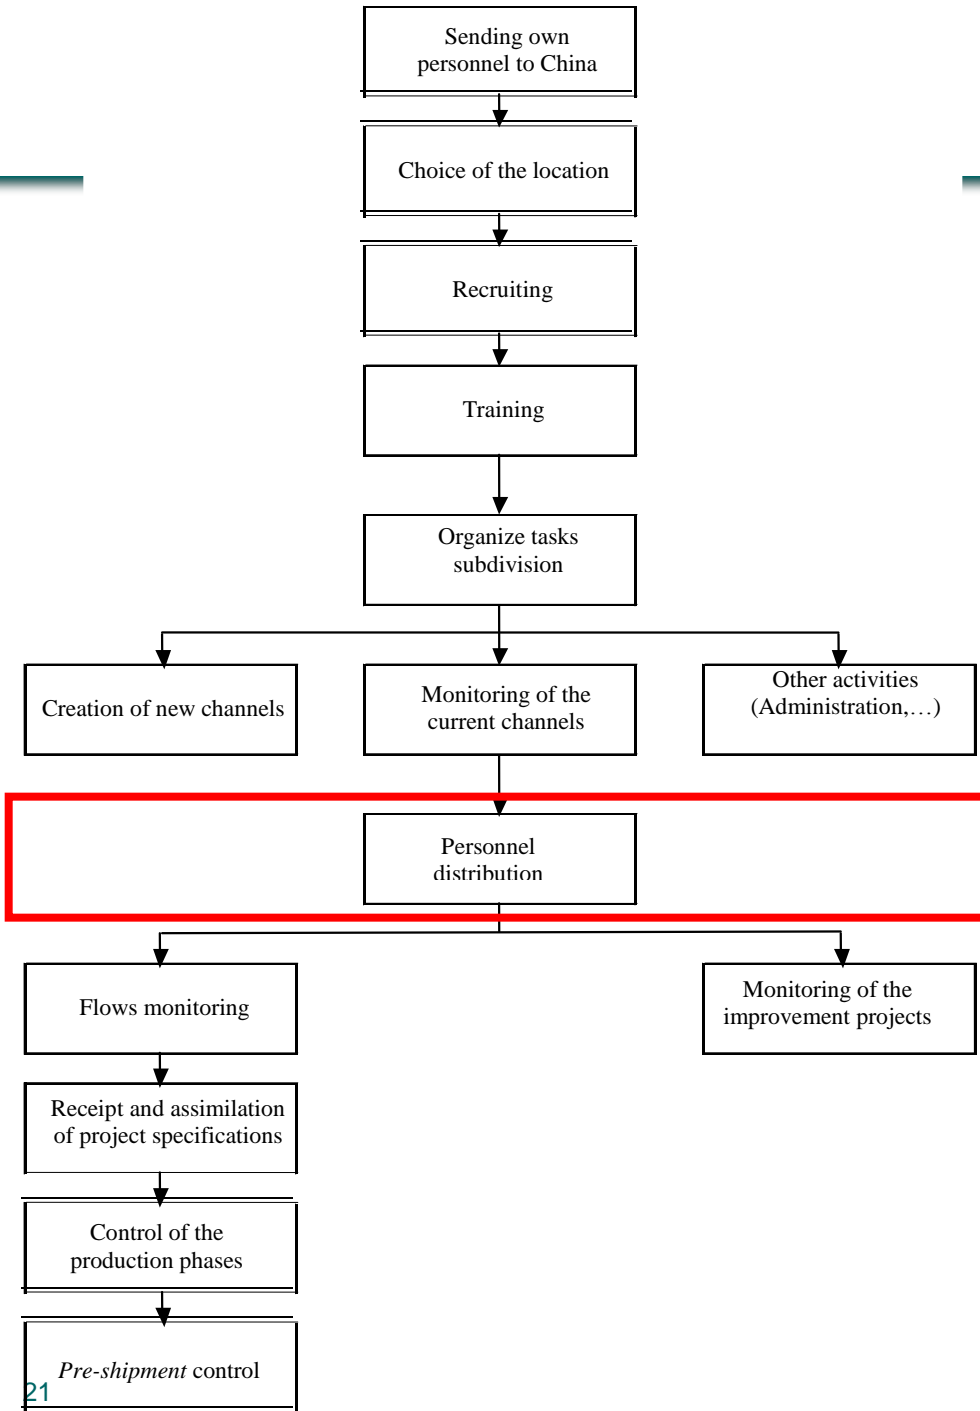 Sending own
personnel to China
Choice of the location
Recruiting
Training
Organize tasks
subdivision
Creation of new channels
Monitoring of the
current channels
Other activities
(Administration,…)
Personnel
distribution
Flows monitoring
Monitoring of the
improvement projects
Receipt and assimilation
of project specifications
Control of the
production phases
Pre-shipment control
21